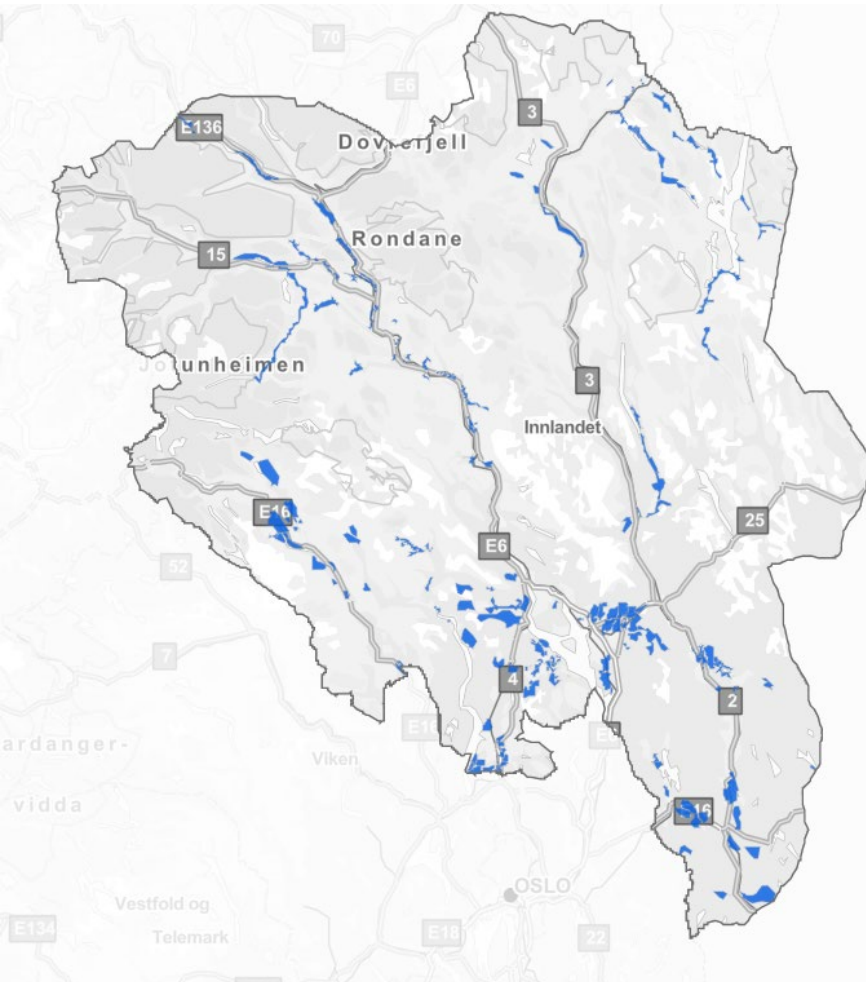 70
E6
3
E136
Dovrefjell
Rondane
15
Jotunheimen
3
Innlandet
E16
25
E6
52
7
4
2
E16
ardanger-
Viken
vidda
16
OSLO
Vestfold og
Telemark
E134
E18
22